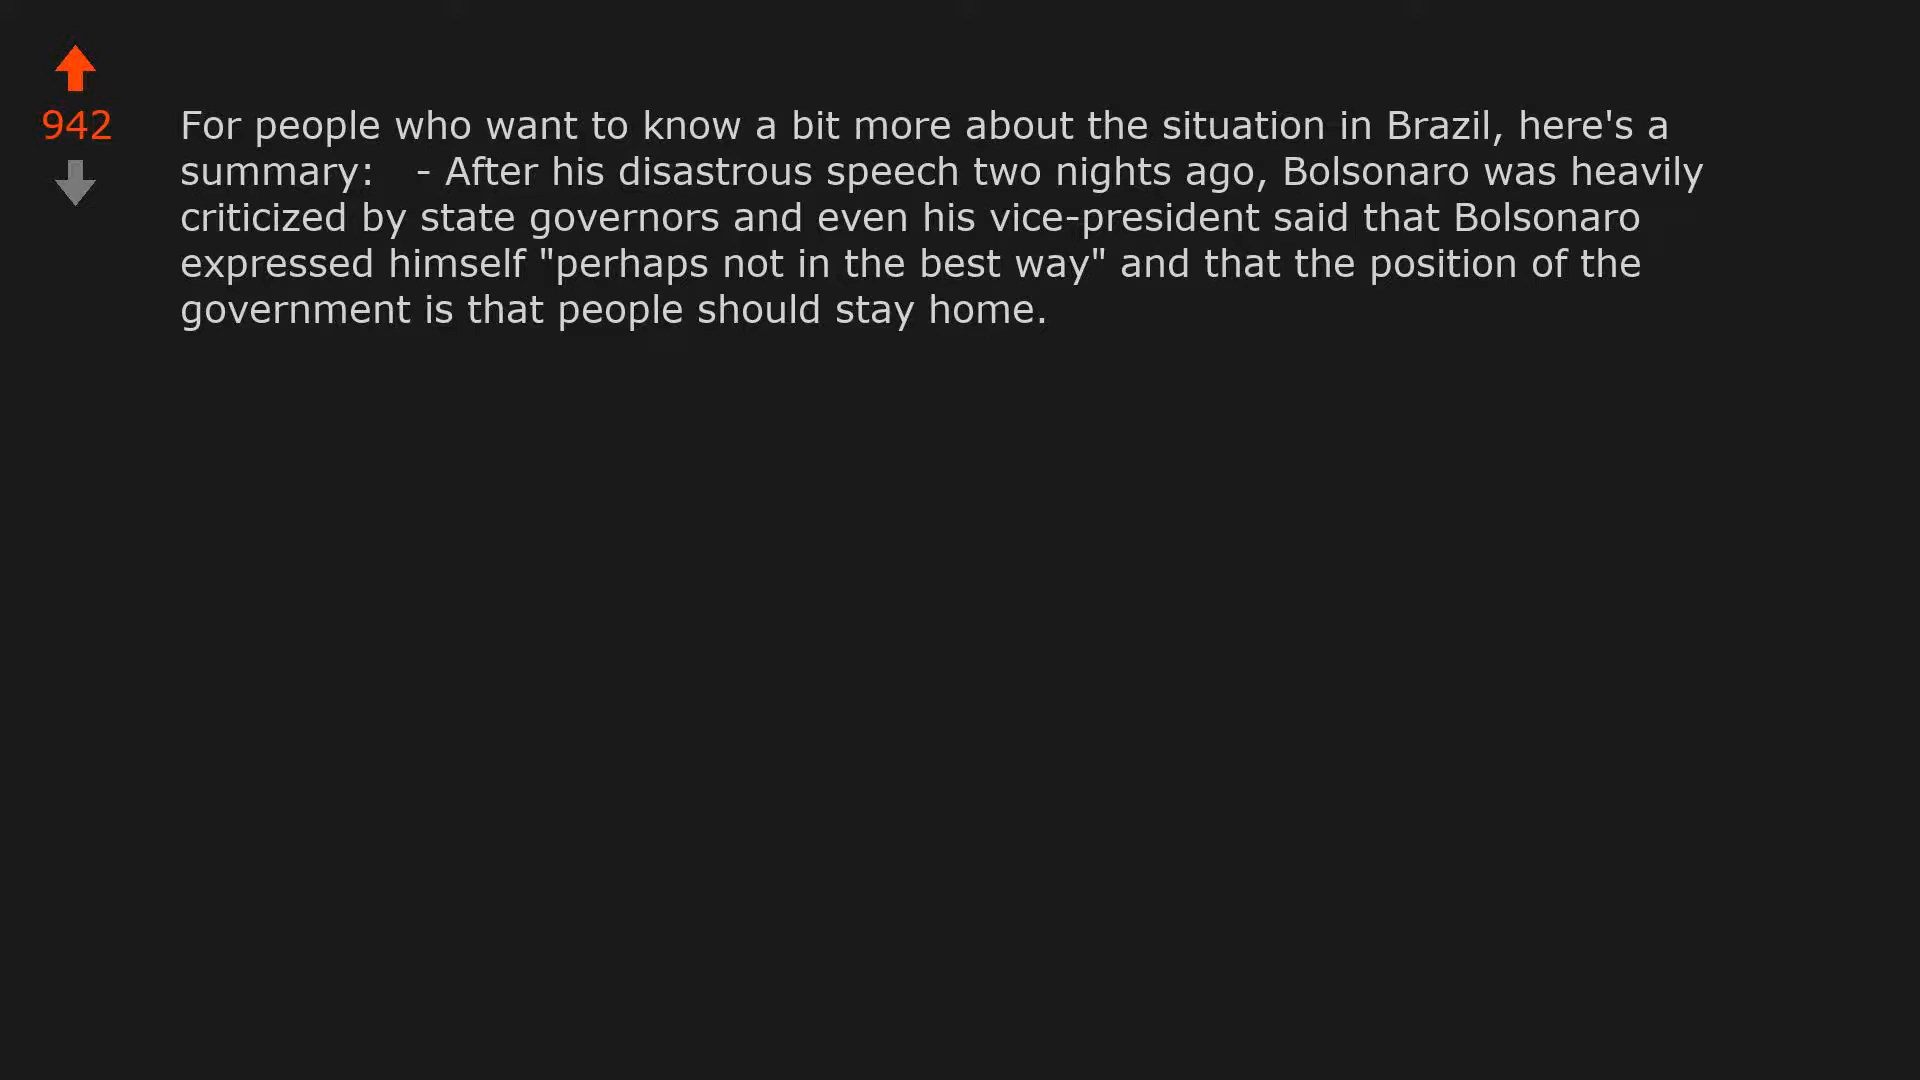 942
For people who want to know a bit more about the situation in Brazil, here's a
summary:   - After his disastrous speech two nights ago, Bolsonaro was heavily
criticized by state governors and even his vice-president said that Bolsonaro
expressed himself "perhaps not in the best way" and that the position of the
government is that people should stay home.